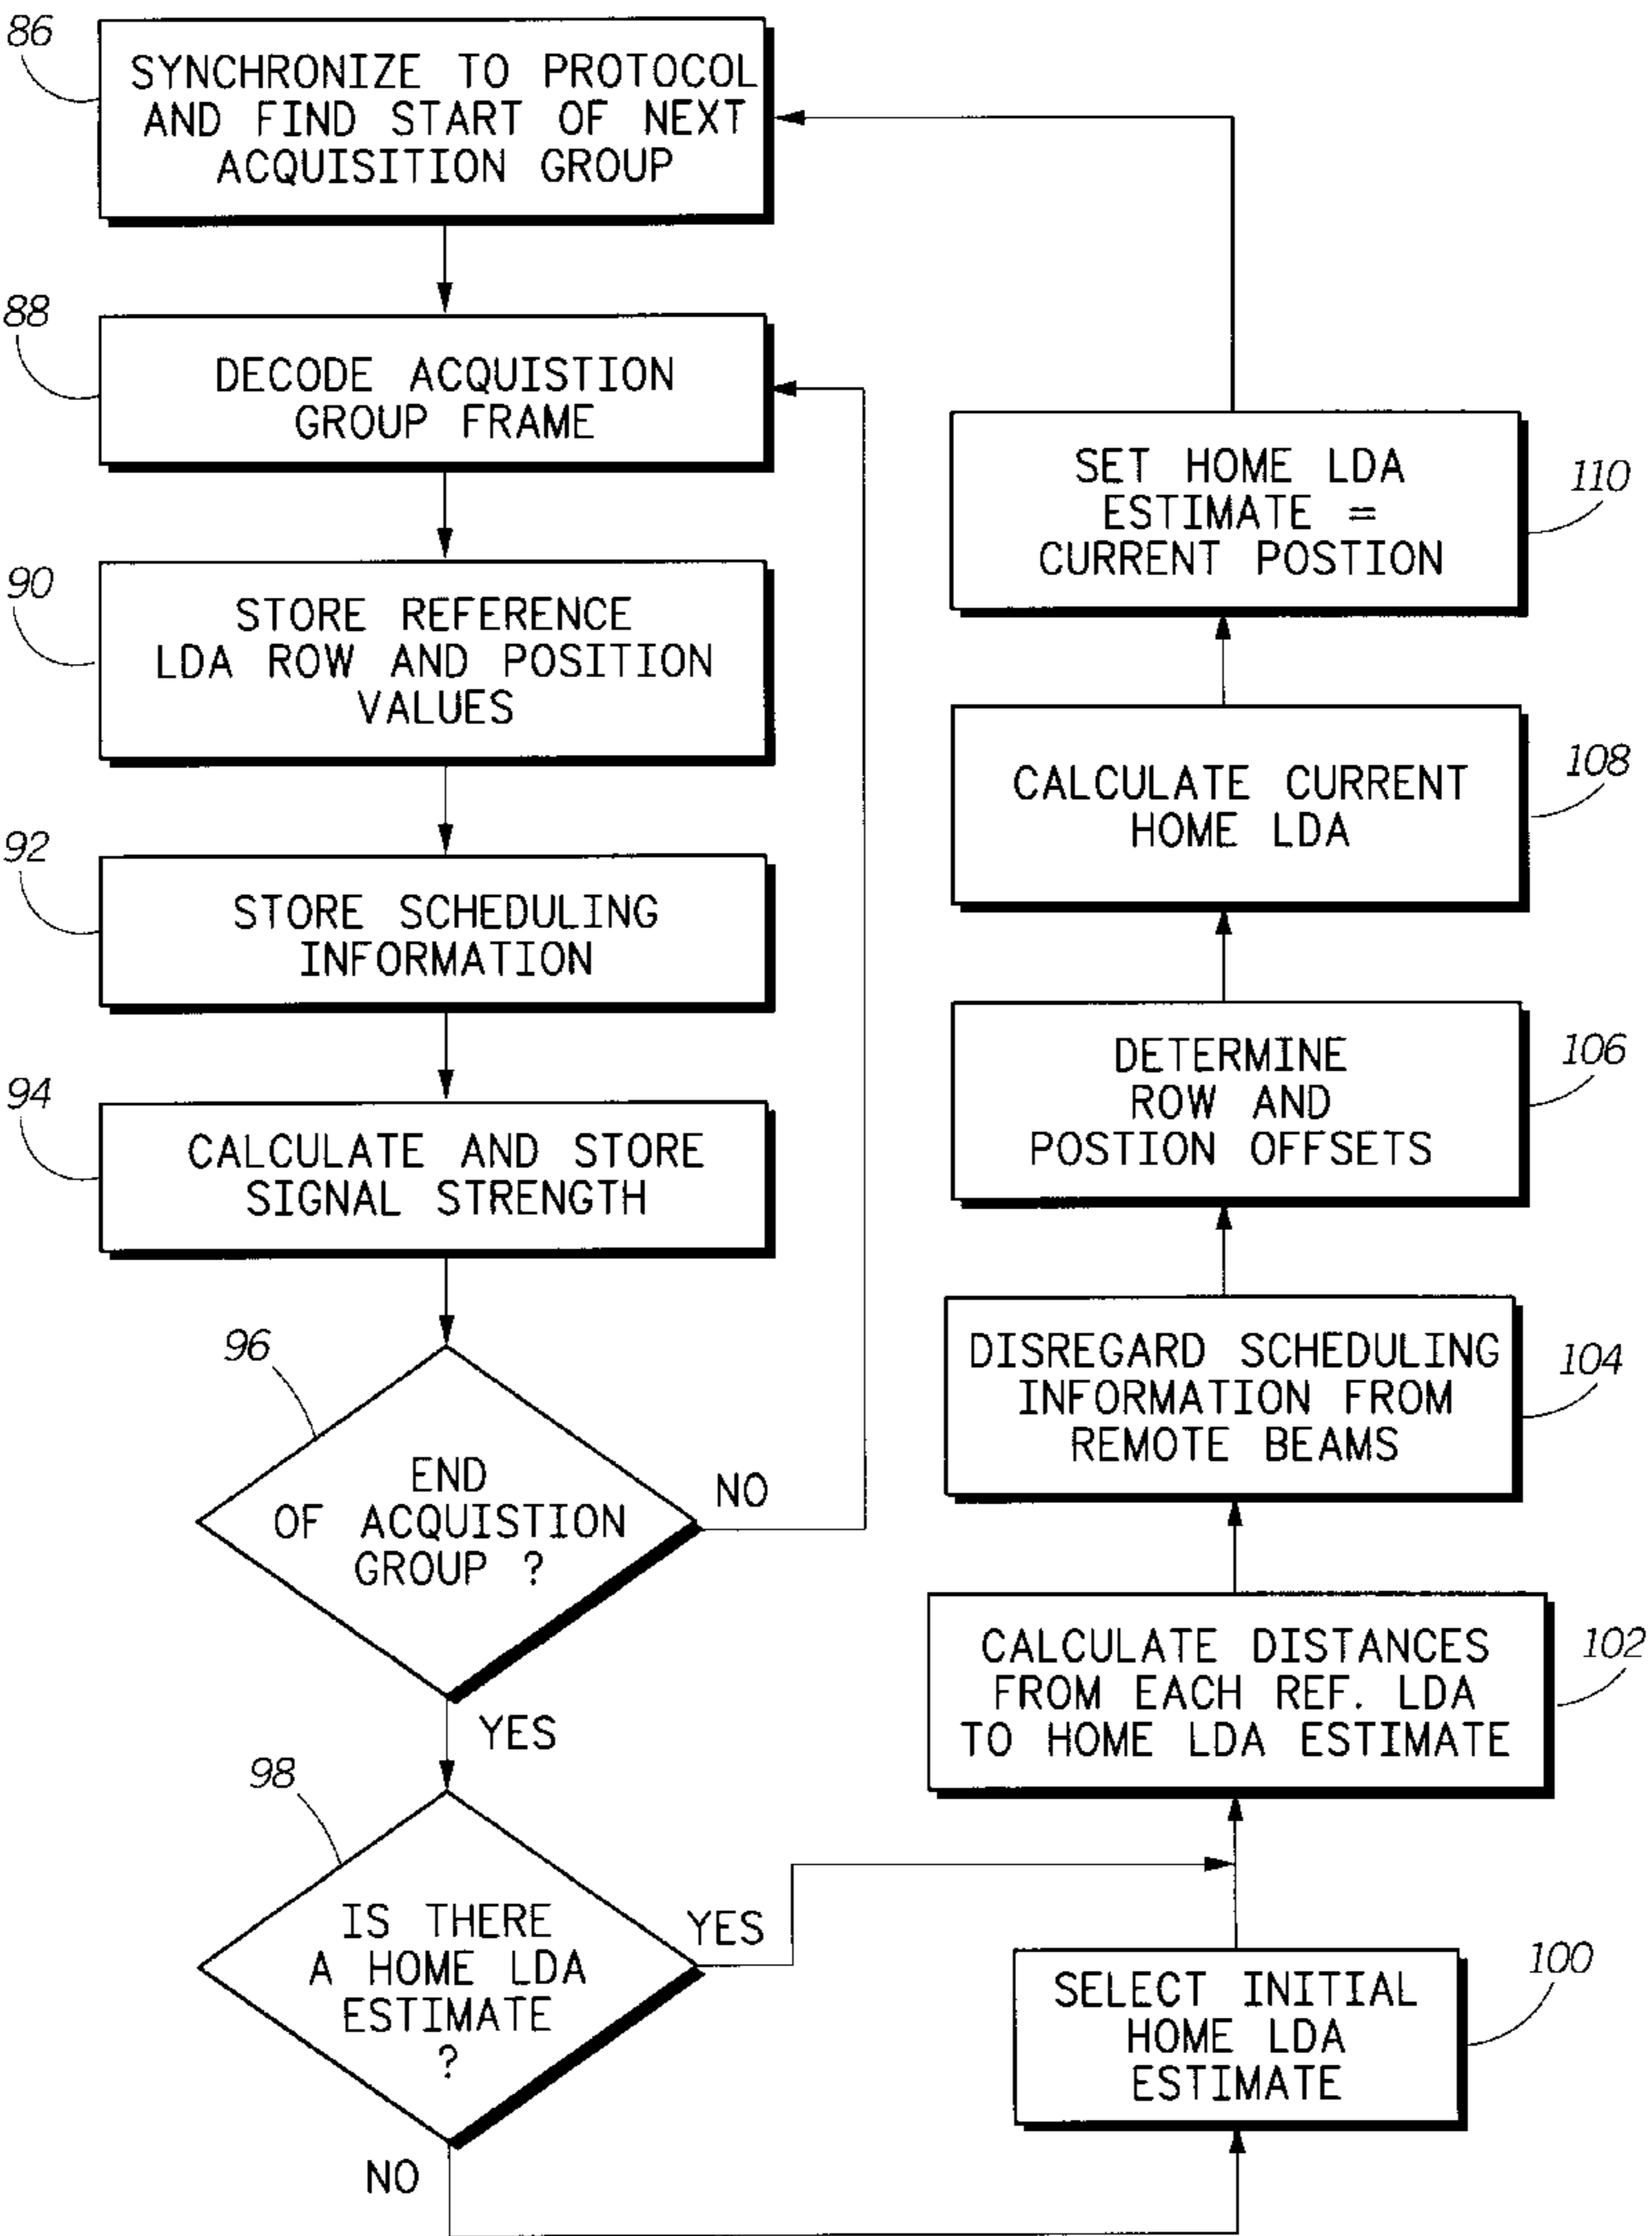 86
SYNCHRONIZE TO PROTOCOL
AND FIND START OF NEXT
ACQUISITION GROUP
88
DECODE ACQUISTION
GROUP FRAME
90
STORE REFERENCE
LDA ROW AND POSITION
VALUES
92
STORE SCHEDULING
INFORMATION
94
CALCULATE AND STORE
SIGNAL STRENGTH
96
END
OF ACQUISTION
GROUP ?
NO
YES
98
IS THERE
A HOME LDA
ESTIMATE
?
YES
NO
100
SELECT INITIAL
HOME LDA
ESTIMATE
102
CALCULATE DISTANCES
FROM EACH REF. LDA
TO HOME LDA ESTIMATE
104
DISREGARD SCHEDULING
INFORMATION FROM
REMOTE BEAMS
106
DETERMINE
ROW AND
POSTION OFFSETS
108
CALCULATE CURRENT
HOME LDA
110
SET HOME LDA
ESTIMATE =
CURRENT POSTION